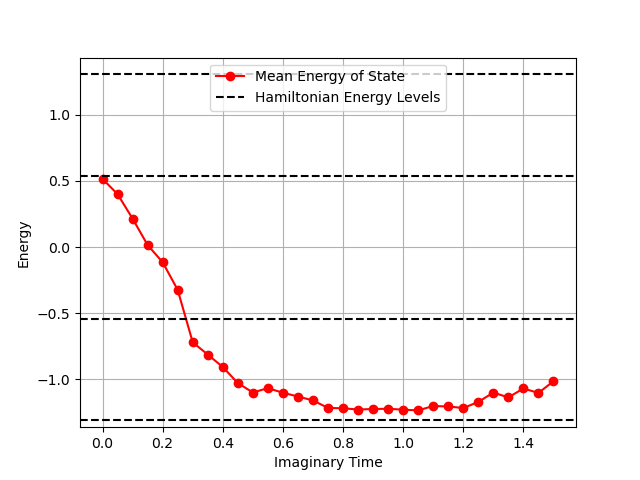 Mean Energy of State
Hamiltonian Energy Levels
1.0
0.5
0.0
−0.5
−1.0
Energy
0.0 0.2 0.4 0.6 0.8 1.0 1.2 1.4
Imaginary Time